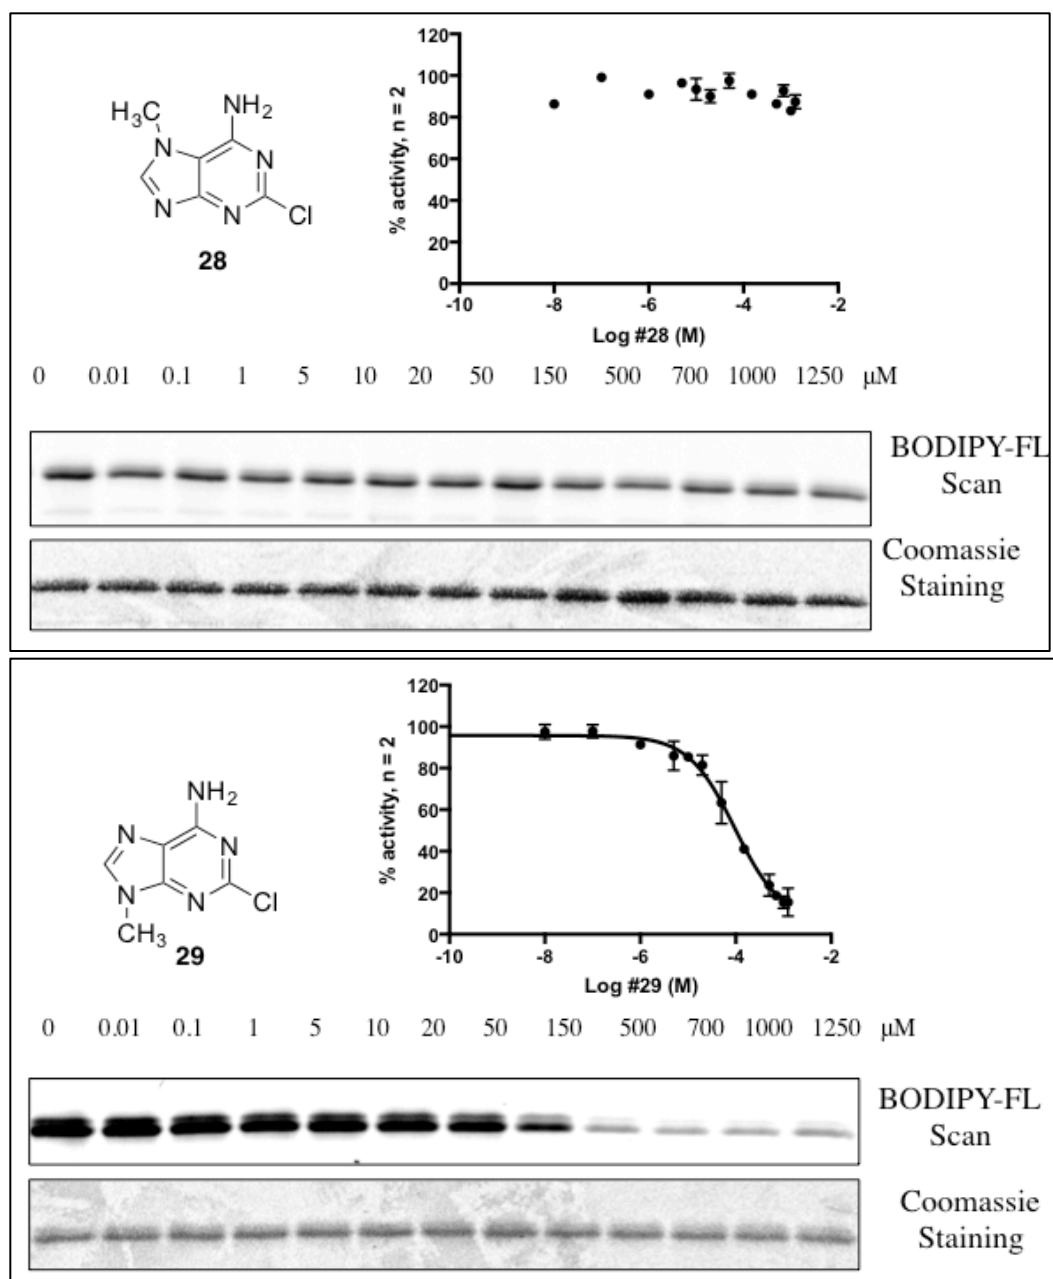 120
100
80
60
40
20
0
% activity, n = 2
-10 -8 -6 -4 -2
Log #28 (M)
H₃C
NH₂
N
N
N
N
Cl
28
0 0.01 0.1 1 5 10 20 50 150 500 700 1000 1250 μM
BODIPY-FL
Scan
Coomassie
Staining
120
100
80
60
40
20
0
% activity, n = 2
-10 -8 -6 -4 -2
Log #29 (M)
NH₂
N
N
N
N
Cl
CH₃
29
0 0.01 0.1 1 5 10 20 50 150 500 700 1000 1250 μM
BODIPY-FL
Scan
Coomassie
Staining